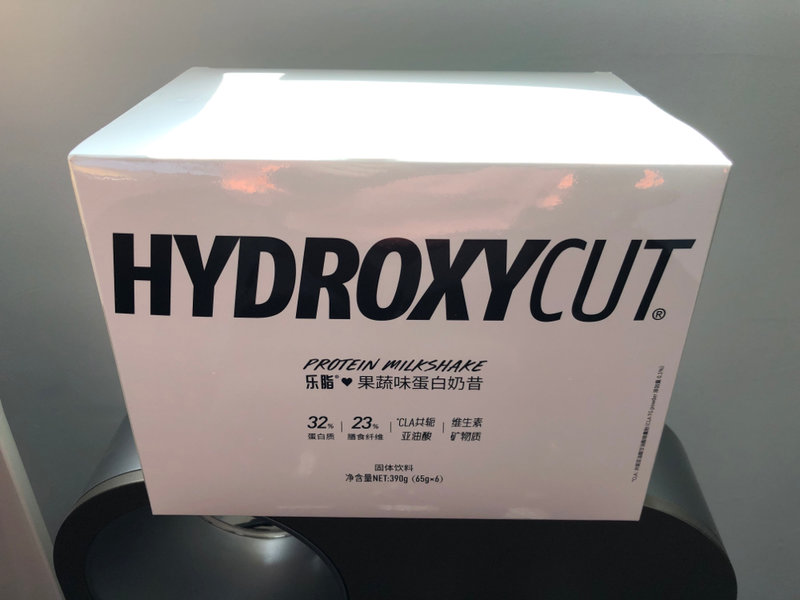 HYDROXYCUT®
PROTEIN MILKSHAKE
乐脂®♥果蔬味蛋白奶昔
32% 23% *CLA共轭 维生素
蛋白质 膳食纤维 亚油酸 矿物质
固体饮料
净含量NET:390g（65g×6）